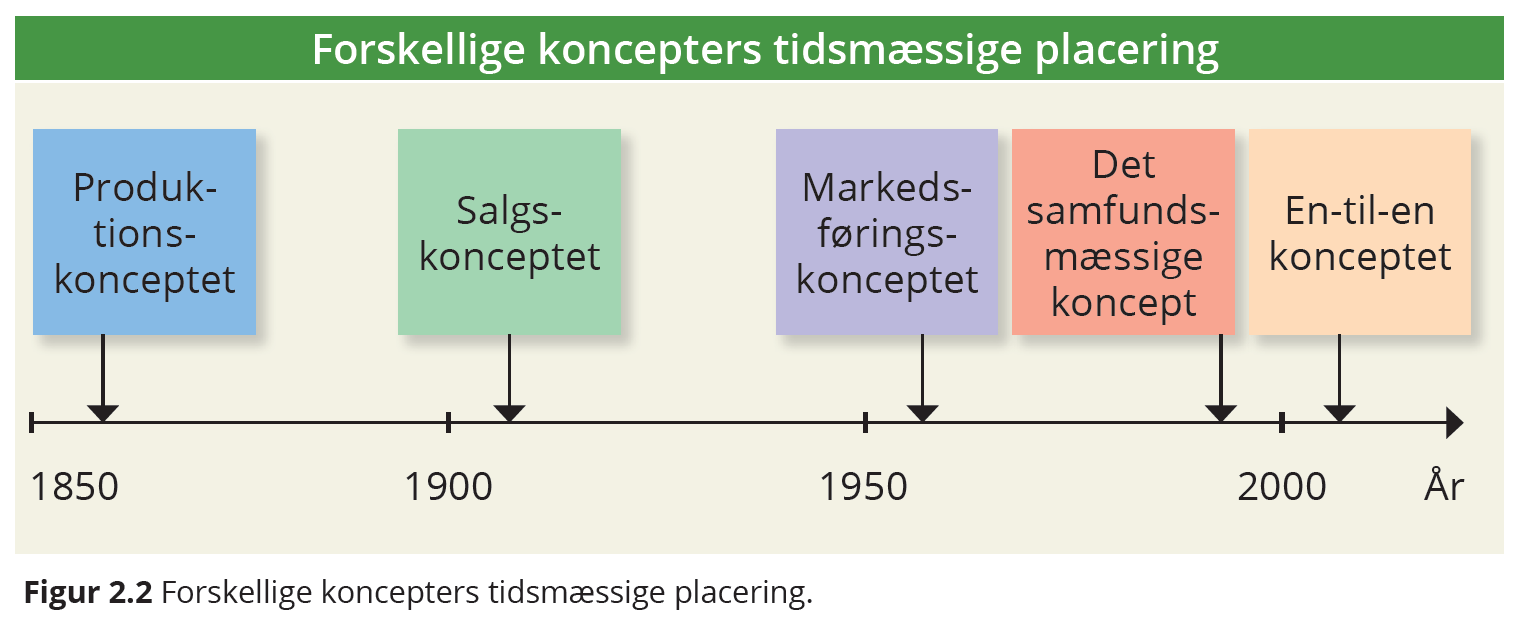 Forskellige koncepters tidsmæssige placering
Produk-
tions-
konceptet
Salgs-
konceptet
Markeds-
førings-
konceptet
Det
samfunds-
mæssige
koncept
En-til-en
konceptet
1850
1900
1950
2000
År
Figur 2.2 Forskellige koncepters tidsmæssige placering.